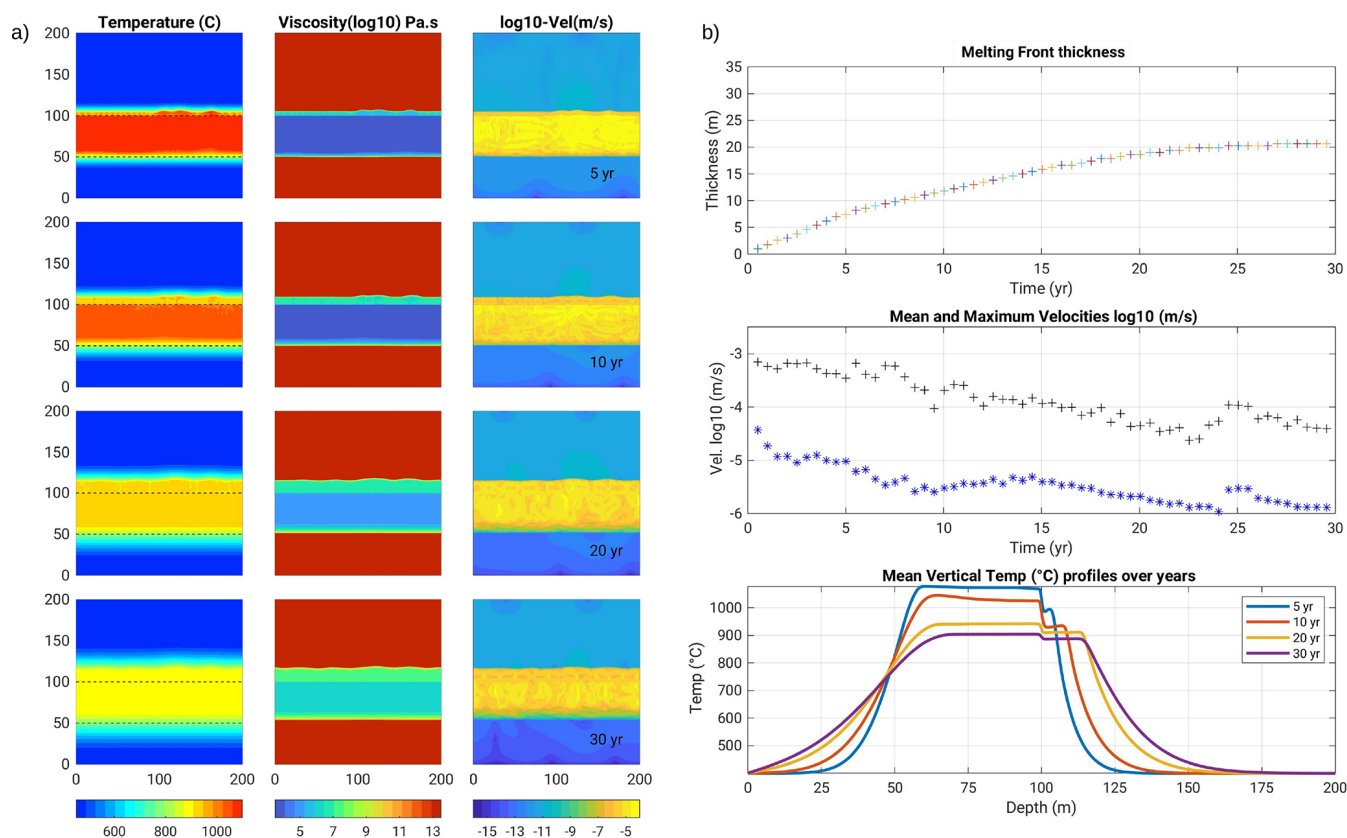 a)
Temperature (C)
Viscosity(log10) Pa.s
log10-Vel(m/s)
200
150
100
50
0
5 yr
200
150
100
50
0
10 yr
200
150
100
50
0
20 yr
200
150
100
50
0
30 yr
0 100 200
0 100 200
0 100 200
600 800 1000
5 7 9 11 13
-15 -13 -11 -9 -7 -5
b)
Melting Front thickness
Thickness (m)
35
30
25
20
15
10
5
0
0 5 10 15 20 25 30
Time (yr)
Mean and Maximum Velocities log10 (m/s)
Vel. log10 (m/s)
-3
-4
-5
-6
0 5 10 15 20 25 30
Time (yr)
Mean Vertical Temp (°C) profiles over years
Temp (°C)
1000
900
800
700
600
500
5 yr
10 yr
20 yr
30 yr
0 25 50 75 100 125 150 175 200
Depth (m)